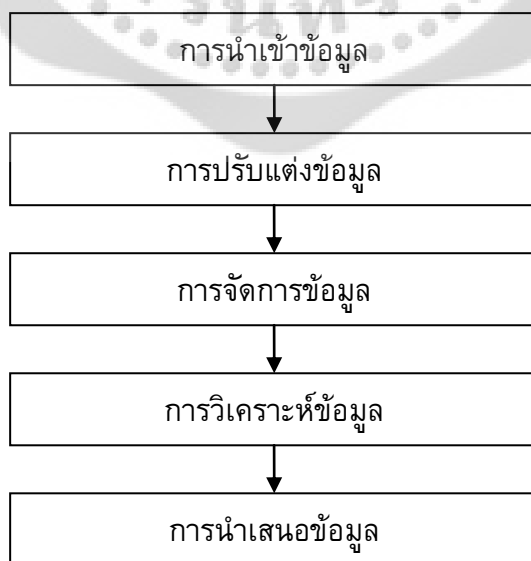 การนำเข้าข้อมูล
การปรับแต่งข้อมูล
การจัดการข้อมูล
การวิเคราะห์ข้อมูล
การนำเสนอข้อมูล